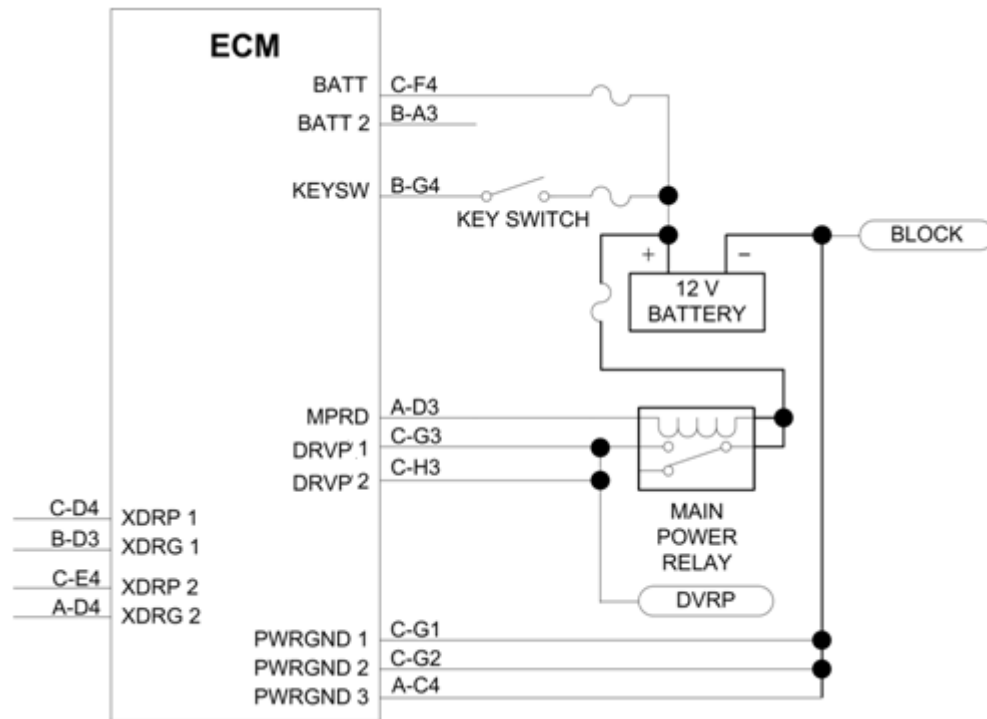 ECM
BATT C-F4
BATT 2 B-A3
KEYSW B-G4
KEY SWITCH
BLOCK
+ −
12 V
BATTERY
MPRD A-D3
DRVP 1 C-G3
DRVP 2 C-H3
MAIN
POWER
RELAY
C-D4 XDRP 1
B-D3 XDRG 1
C-E4 XDRP 2
A-D4 XDRG 2
DVRP
PWRGND 1 C-G1
PWRGND 2 C-G2
PWRGND 3 A-C4